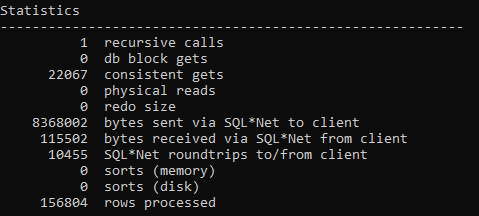 Statistics
----------------------------------------------------------
1 recursive calls
0 db block gets
22067 consistent gets
0 physical reads
0 redo size
8368002 bytes sent via SQL*Net to client
115502 bytes received via SQL*Net from client
10455 SQL*Net roundtrips to/from client
0 sorts (memory)
0 sorts (disk)
156804 rows processed